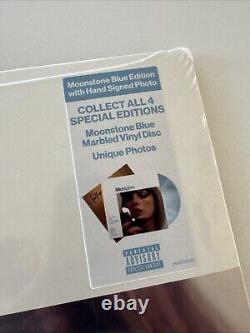 Moonstone Blue Edition
with Hand Signed Photo
COLLECT ALL 4
SPECIAL EDITIONS
Moonstone Blue
Marbled Vinyl Disc
Unique Photos
Midnights
PARENTAL
ADVISORY
EXPLICIT CONTENT